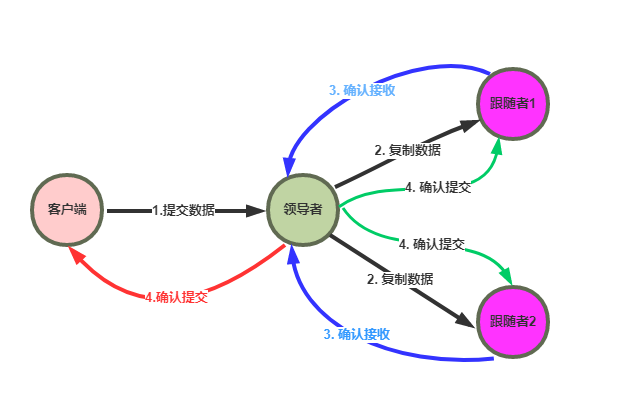 3. 确认接收
跟随者1
2. 复制数据
4. 确认提交
客户端
1.提交数据
领导者
4. 确认提交
2. 复制数据
4.确认提交
跟随者2
3. 确认接收